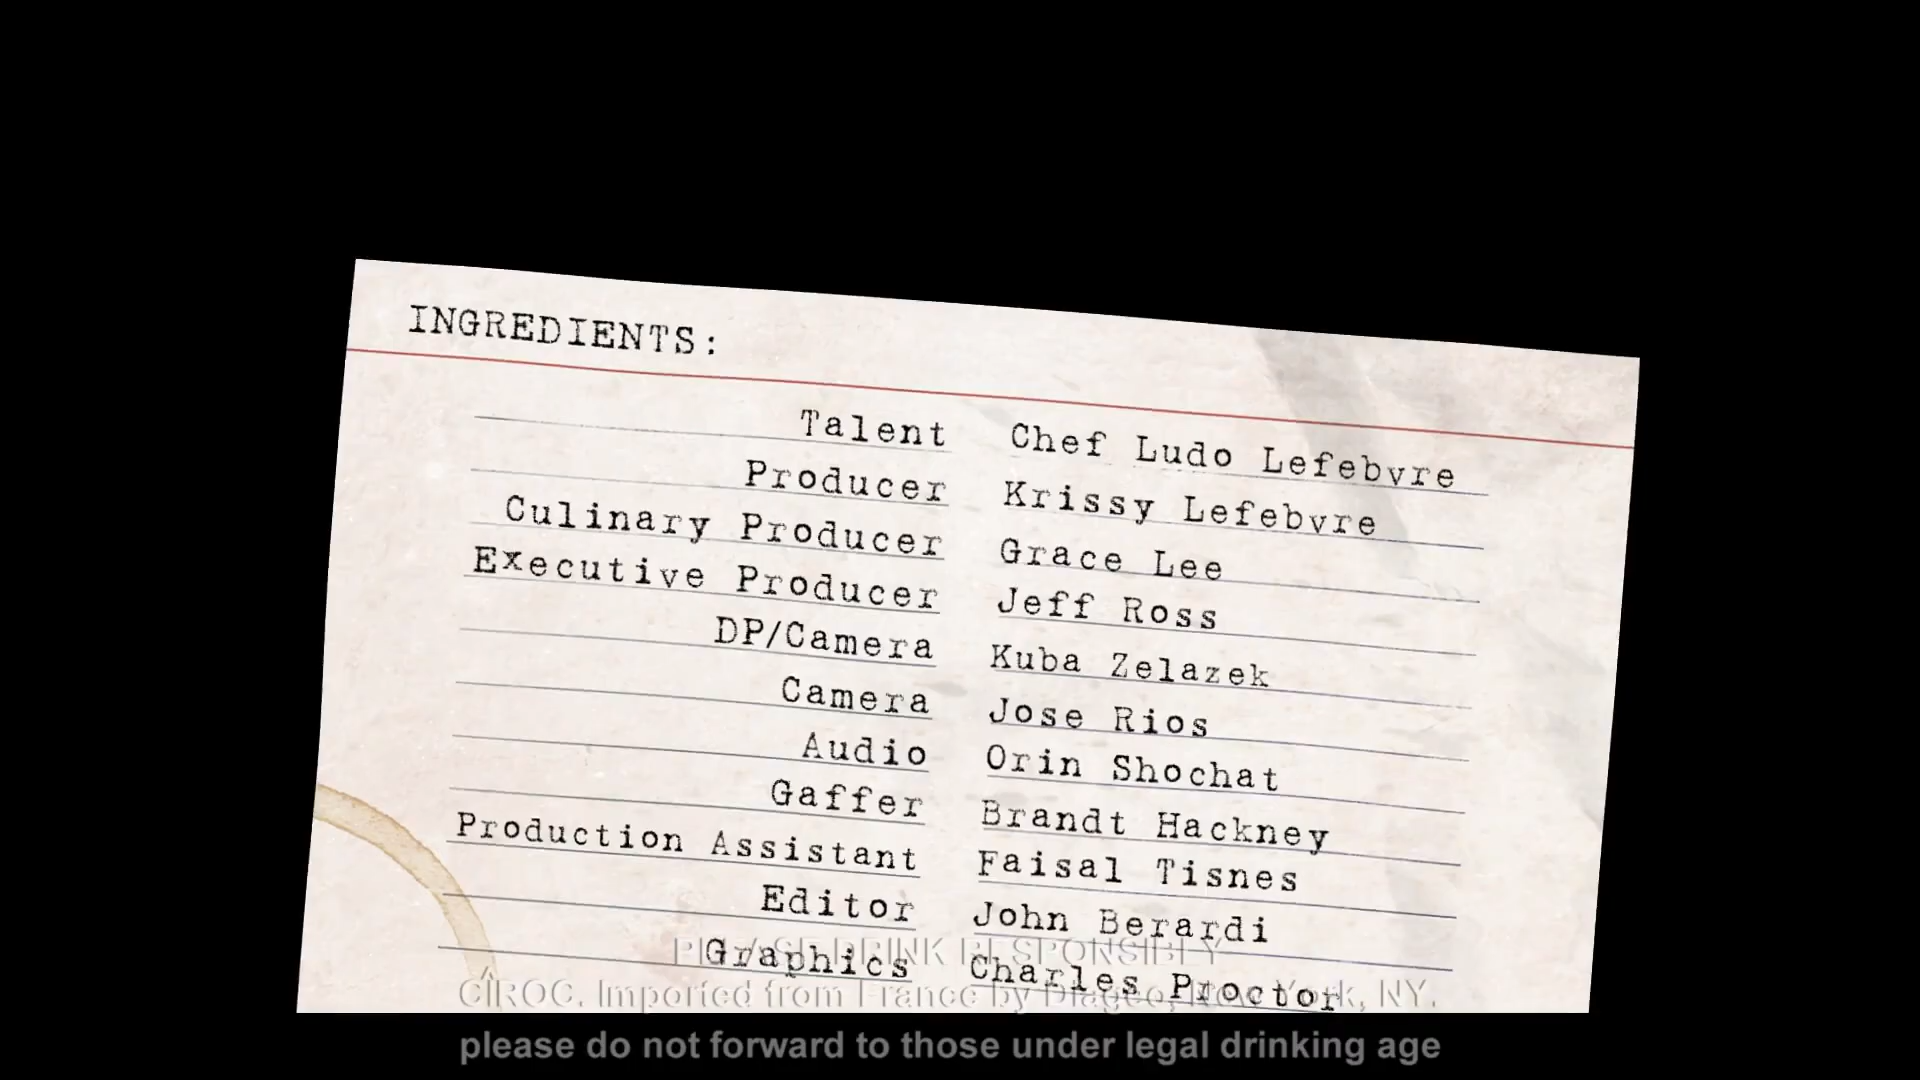 INGREDIENTS:
Talent Chef Ludo Lefebvre
Producer Krissy Lefebvre
Culinary Producer Grace Lee
Executive Producer Jeff Ross
DP/Camera Kuba Zelazek
Camera Jose Rios
Audio Orin Shochat
Gaffer Brandt Hackney
Production Assistant Faisal Tisnes
Editor John Berardi
Graphics Charles Proctor
PLEASE DRINK RESPONSIBLY
CÎROC. Imported from France by Diageo, New York, NY.
please do not forward to those under legal drinking age